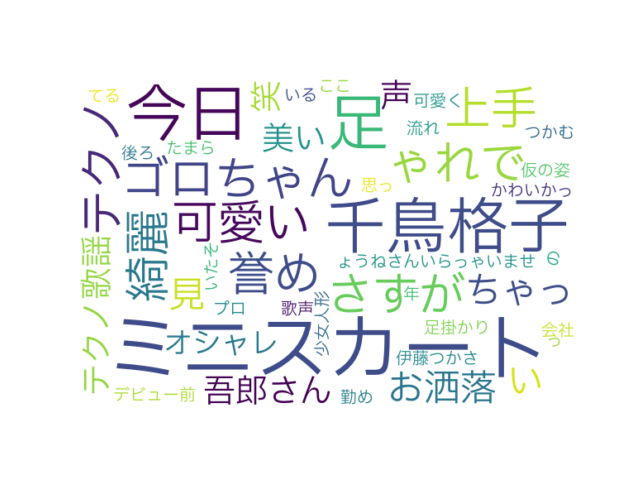 てる
今日
笑
いる
ここ
足
声
可愛く
上手
テクノ
後ろ
たまら
美い
流れ
つかむ
ゴロちゃん
思っ
ゃれで
仮の姿
かわいかっ
可愛い
千鳥格子
テクノ歌謡
綺麗
いたそ
誉め
ょうねさんいらっゃいませ
の
見
プロ
歌声
少女人形
さすが
年
ちゃっ
ミニスカート
オシャレ
足掛かり
会社
っ
伊藤つかさ
デビュー前
吾郎さん
勤め
お洒落
い